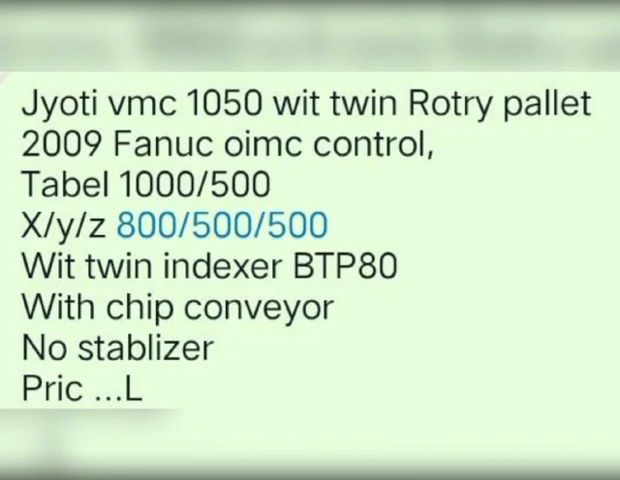 Jyoti vmc 1050 wit twin Rotry pallet
2009 Fanuc oimc control,
Tabel 1000/500
X/y/z 800/500/500
Wit twin indexer BTP80
With chip conveyor
No stablizer
Pric ...L